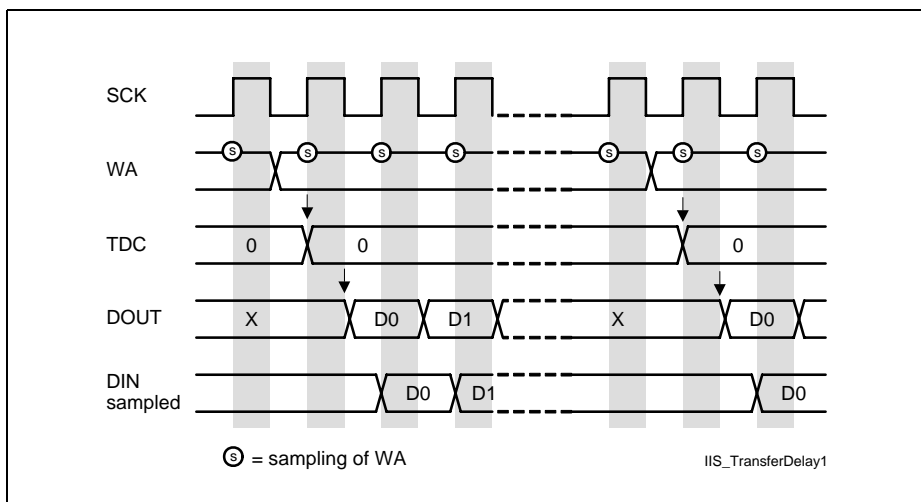 SCK
S S S S S S S
WA
TDC 0 0 0
DOUT X D0 D1 X D0
DIN
sampled
D0 D1 D0
S = sampling of WA
IIS_TransferDelay1